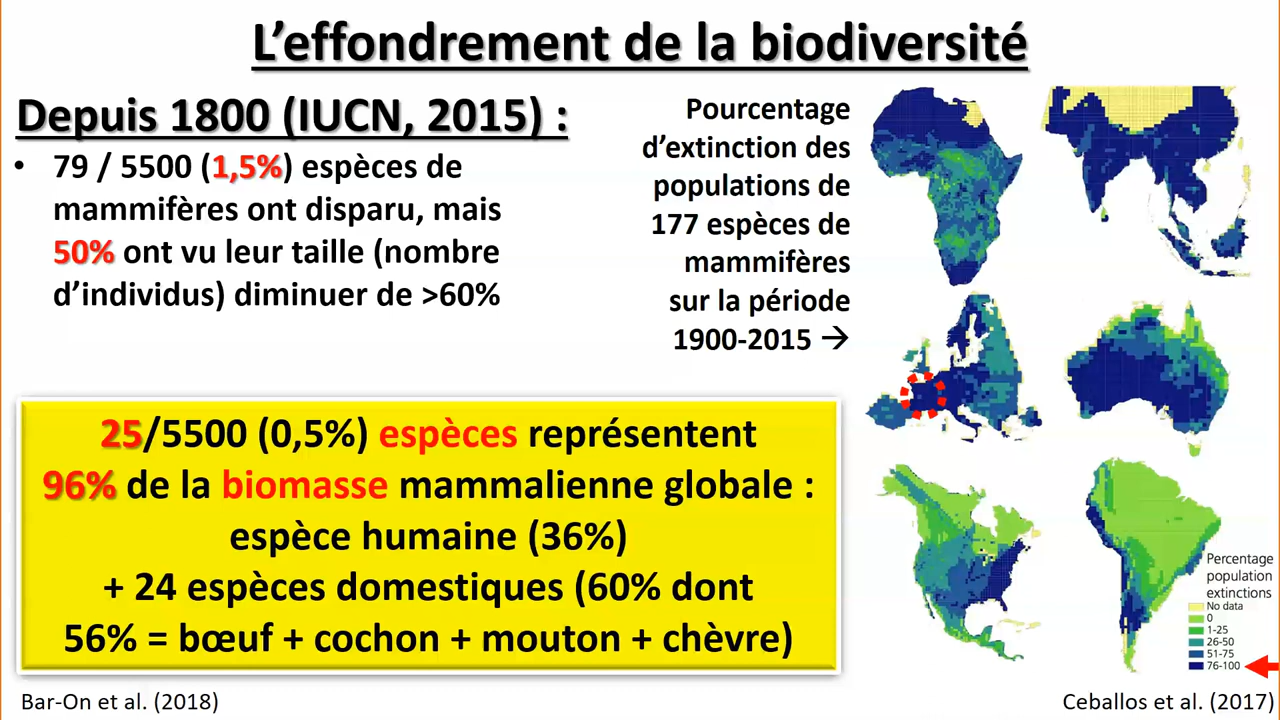 L’effondrement de la biodiversité
Depuis 1800 (IUCN, 2015) :
• 79 / 5500 (1,5%) espèces de
mammifères ont disparu, mais
50% ont vu leur taille (nombre
d’individus) diminuer de >60%
Pourcentage
d’extinction des
populations de
177 espèces de
mammifères
sur la période
1900-2015 →
25/5500 (0,5%) espèces représentent
96% de la biomasse mammalienne globale :
espèce humaine (36%)
+ 24 espèces domestiques (60% dont
56% = bœuf + cochon + mouton + chèvre)
Percentage
population
extinctions
No data
0
1-25
26-50
51-75
76-100
Bar-On et al. (2018)
Ceballos et al. (2017)